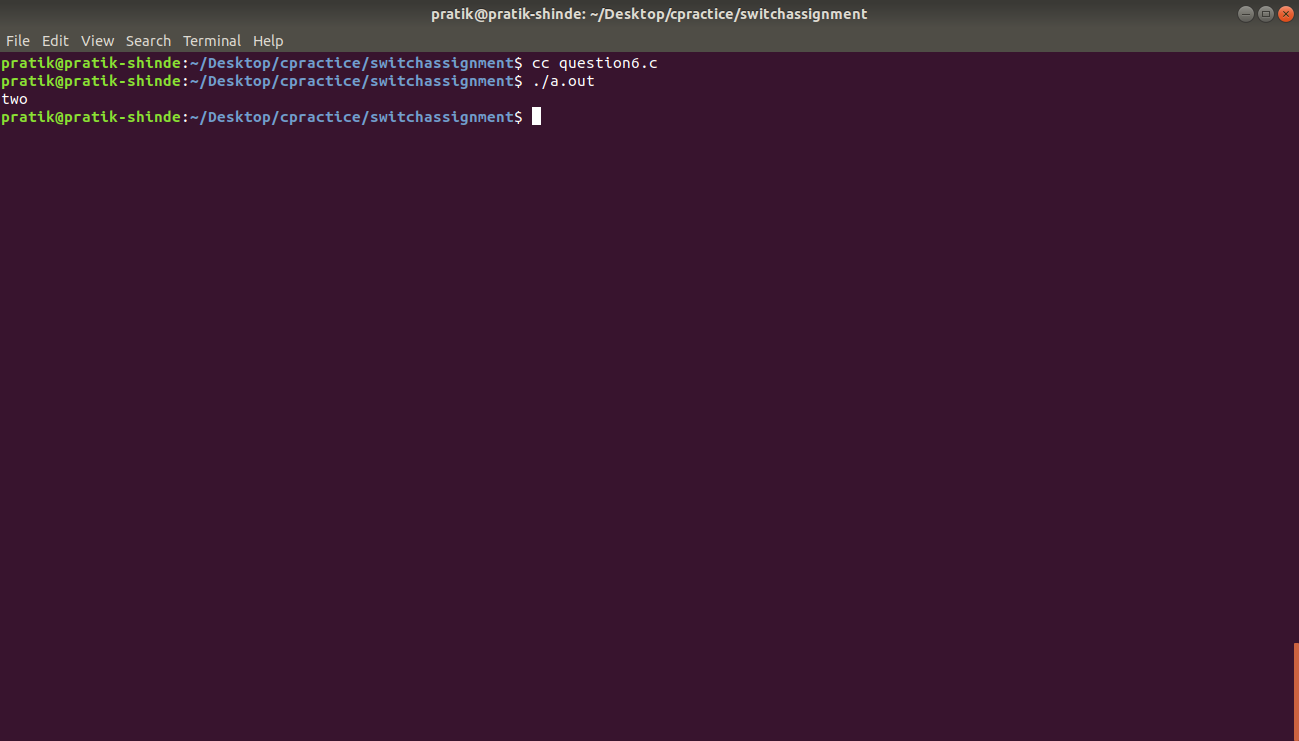 pratik@pratik-shinde: ~/Desktop/cpractice/switchassignment
File Edit View Search Terminal Help
pratik@pratik-shinde:~/Desktop/cpractice/switchassignment$ cc question6.c
pratik@pratik-shinde:~/Desktop/cpractice/switchassignment$ ./a.out
two
pratik@pratik-shinde:~/Desktop/cpractice/switchassignment$